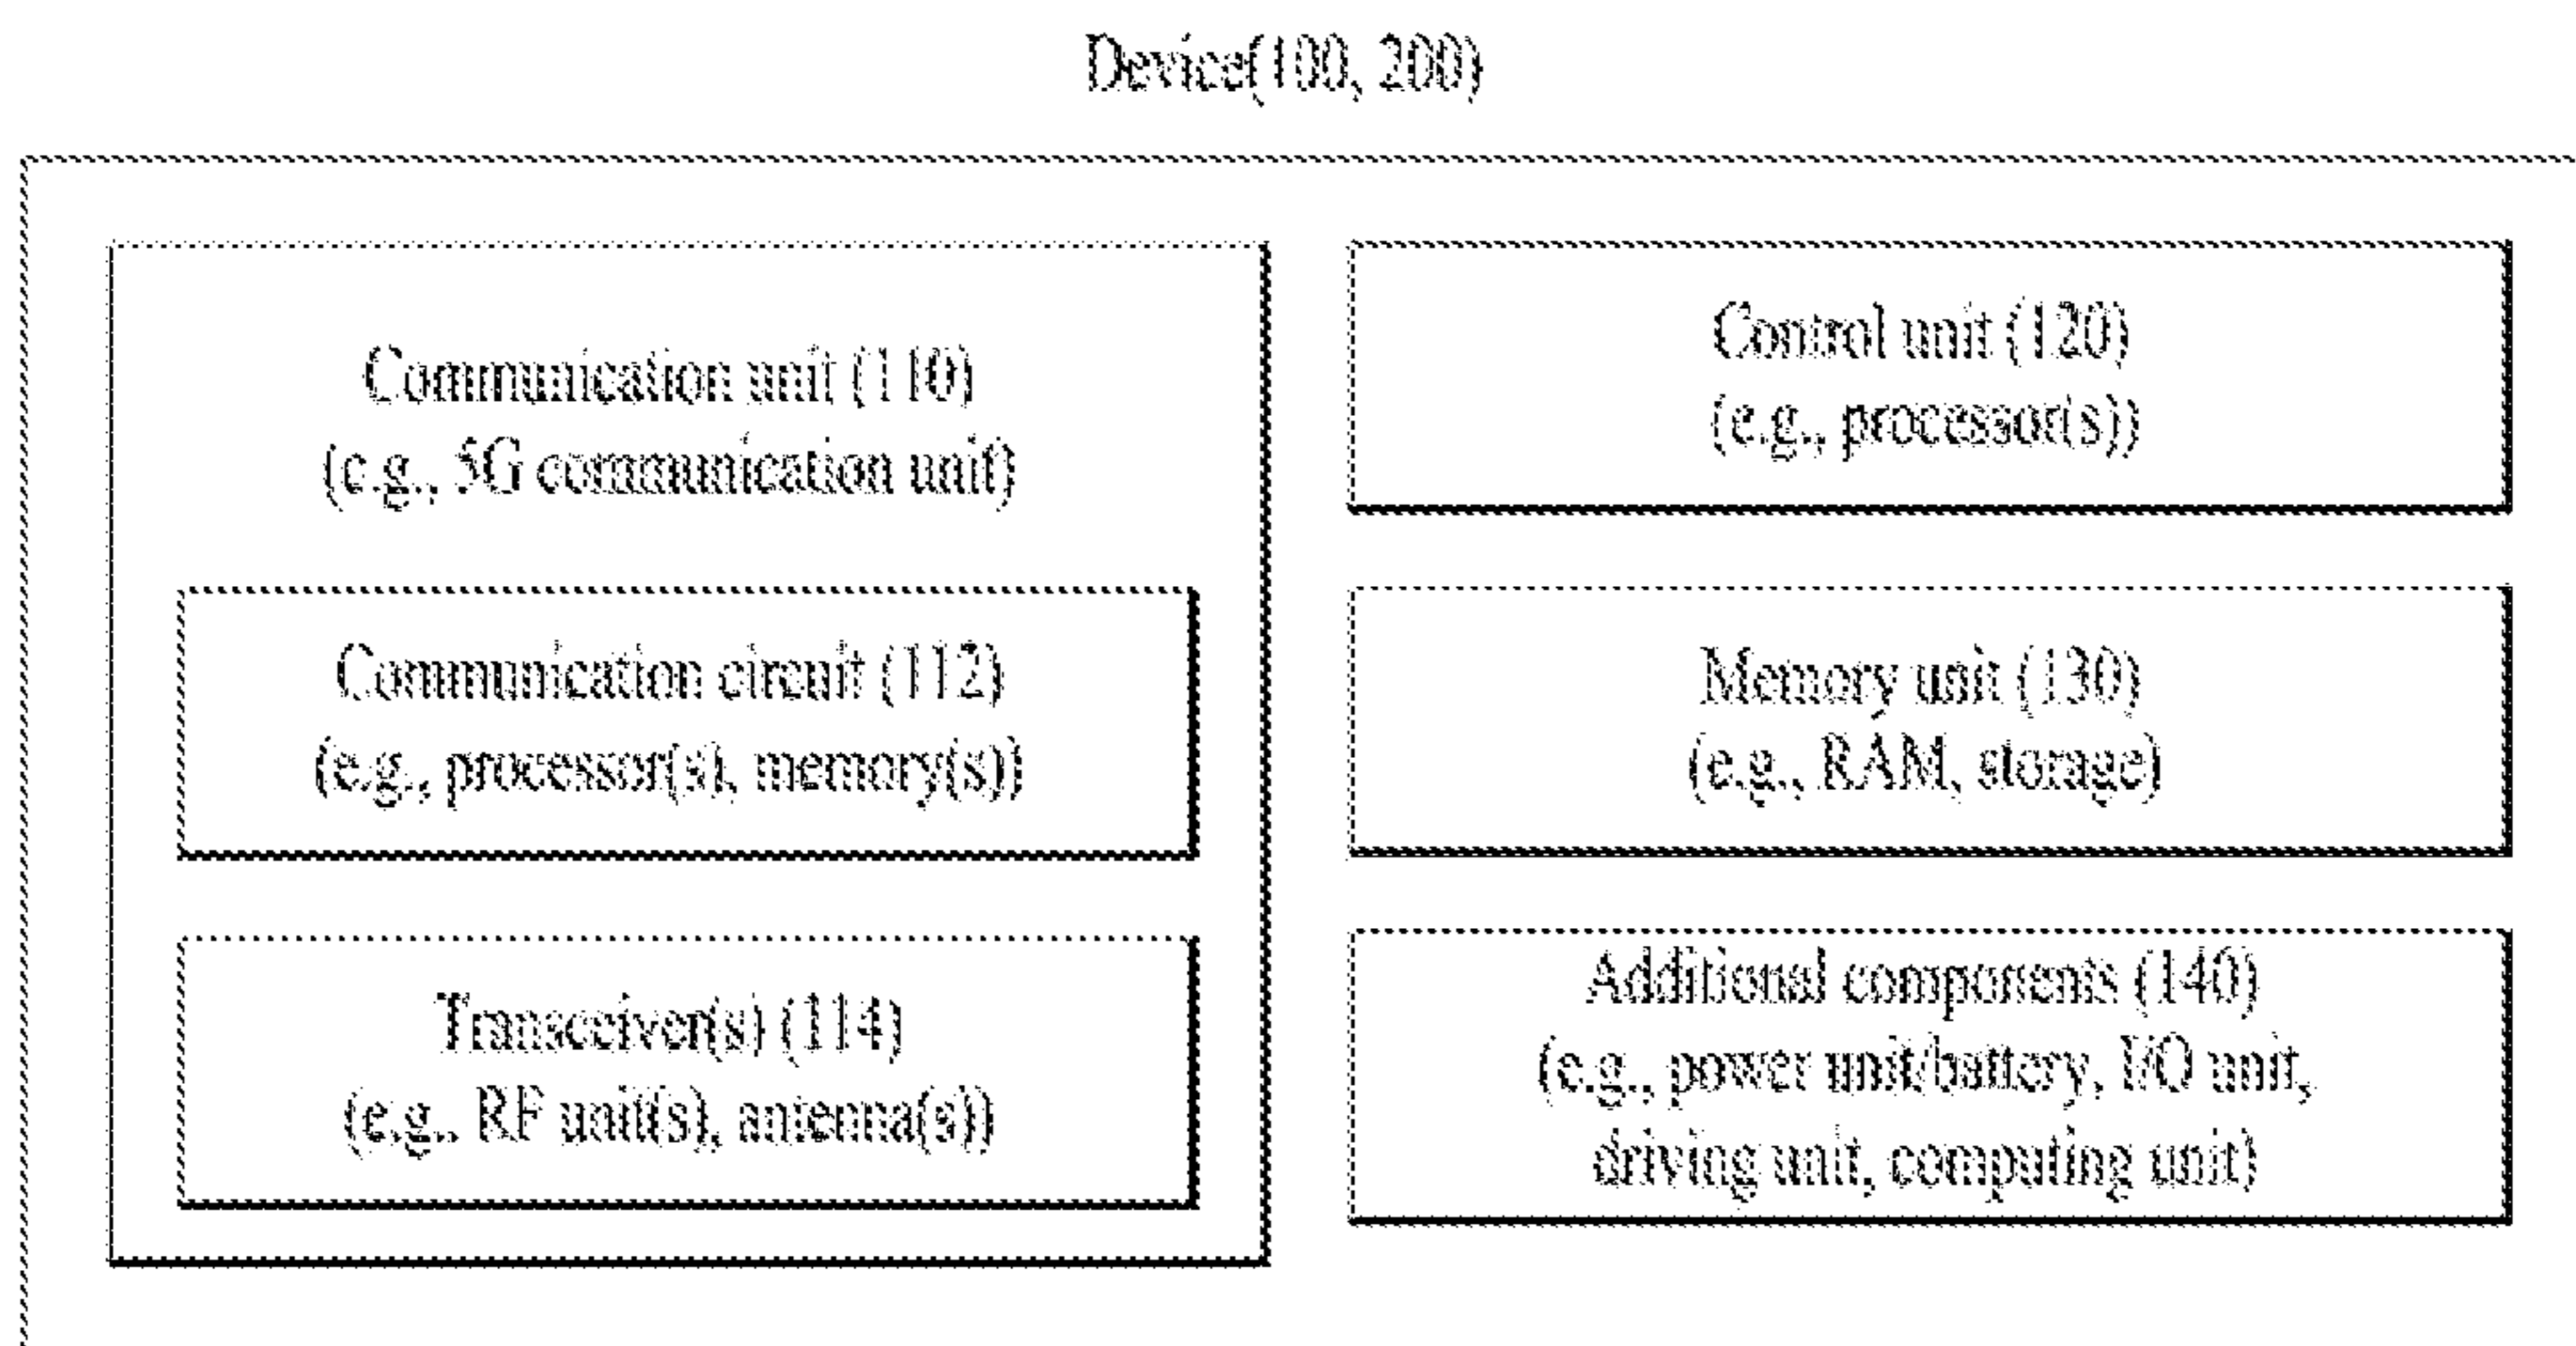 Device(100, 200)
Communication unit (110)
(e.g., 5G communication unit)
Communication circuit (112)
(e.g., processor(s), memory(s))
Transceiver(s) (114)
(e.g., RF unit(s), antenna(s))
Control unit (120)
(e.g., processor(s))
Memory unit (130)
(e.g., RAM, storage)
Additional components (140)
(e.g., power unit/battery, I/O unit,
driving unit, computing unit)